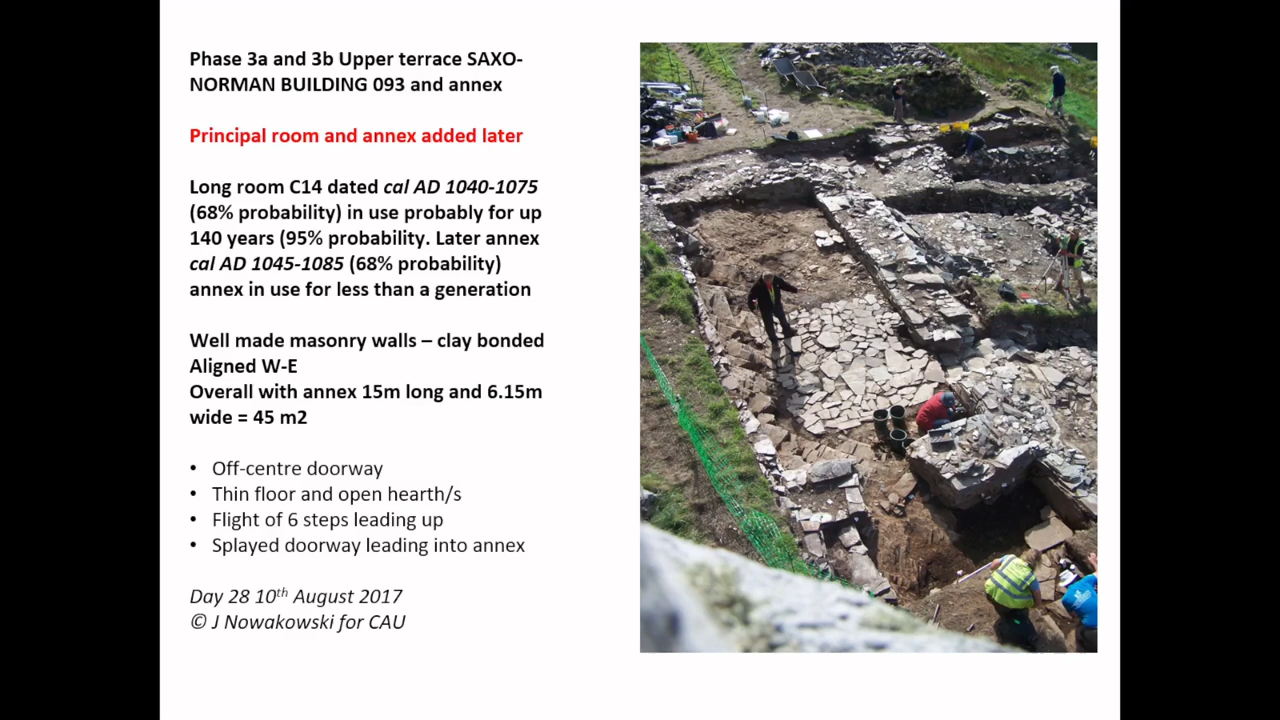 Phase 3a and 3b Upper terrace SAXO-
NORMAN BUILDING 093 and annex
Principal room and annex added later
Long room C14 dated cal AD 1040-1075
(68% probability) in use probably for up
140 years (95% probability. Later annex
cal AD 1045-1085 (68% probability)
annex in use for less than a generation
Well made masonry walls – clay bonded
Aligned W-E
Overall with annex 15m long and 6.15m
wide = 45 m2
• Off-centre doorway
• Thin floor and open hearth/s
• Flight of 6 steps leading up
• Splayed doorway leading into annex
Day 28 10th August 2017
© J Nowakowski for CAU